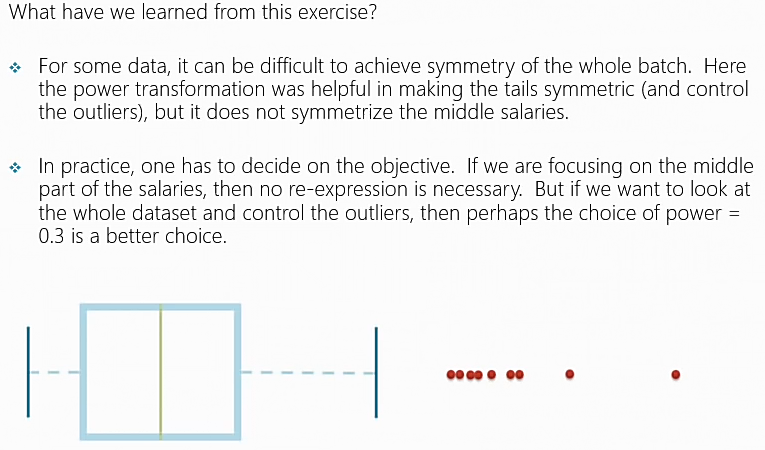 What have we learned from this exercise?
For some data, it can be difficult to achieve symmetry of the whole batch.  Here
the power transformation was helpful in making the tails symmetric (and control
the outliers), but it does not symmetrize the middle salaries.
In practice, one has to decide on the objective.  If we are focusing on the middle
part of the salaries, then no re-expression is necessary.  But if we want to look at
the whole dataset and control the outliers, then perhaps the choice of power =
0.3 is a better choice.